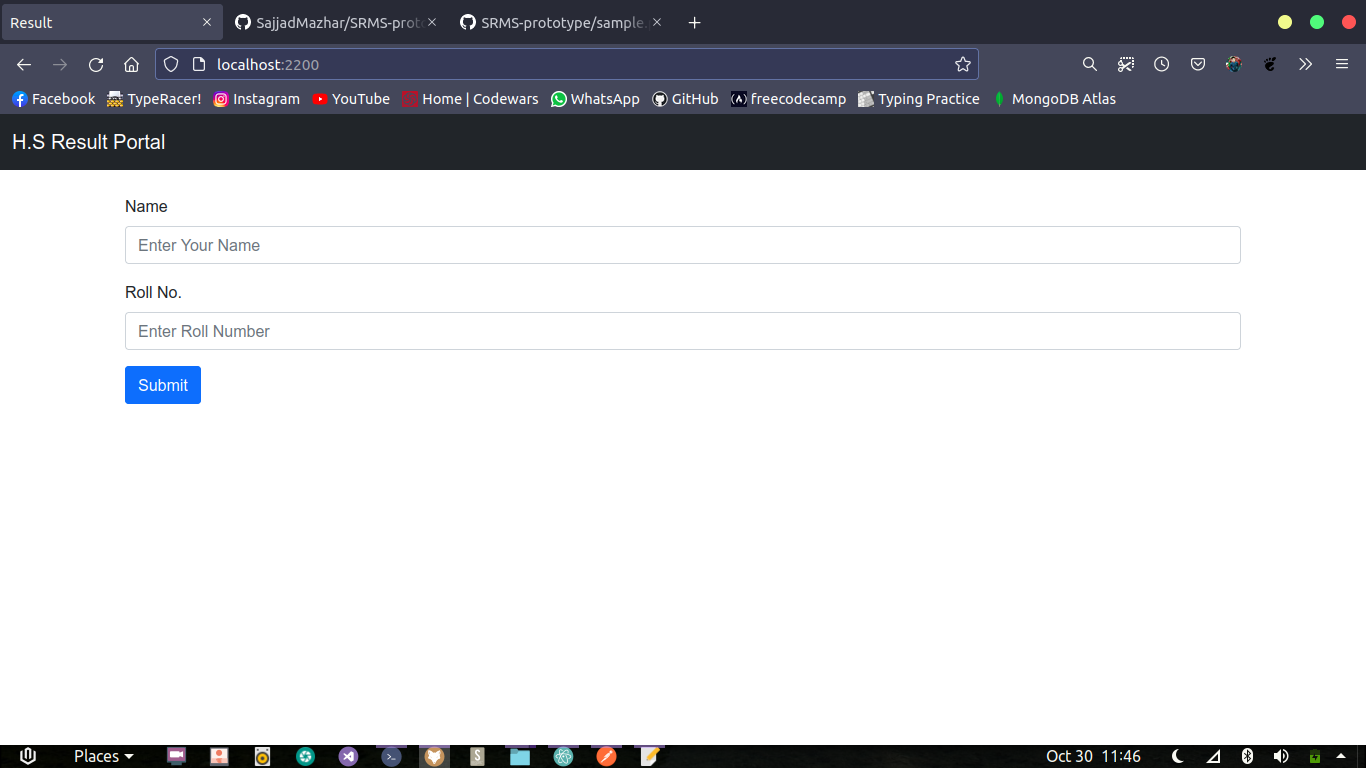 Result
SajjadMazhar/SRMS-prot
SRMS-prototype/sample.
localhost:2200
Facebook TypeRacer! Instagram YouTube Home | Codewars WhatsApp GitHub freecodecamp Typing Practice MongoDB Atlas
H.S Result Portal
Name
Enter Your Name
Roll No.
Enter Roll Number
Submit
Places Oct 30 11:46